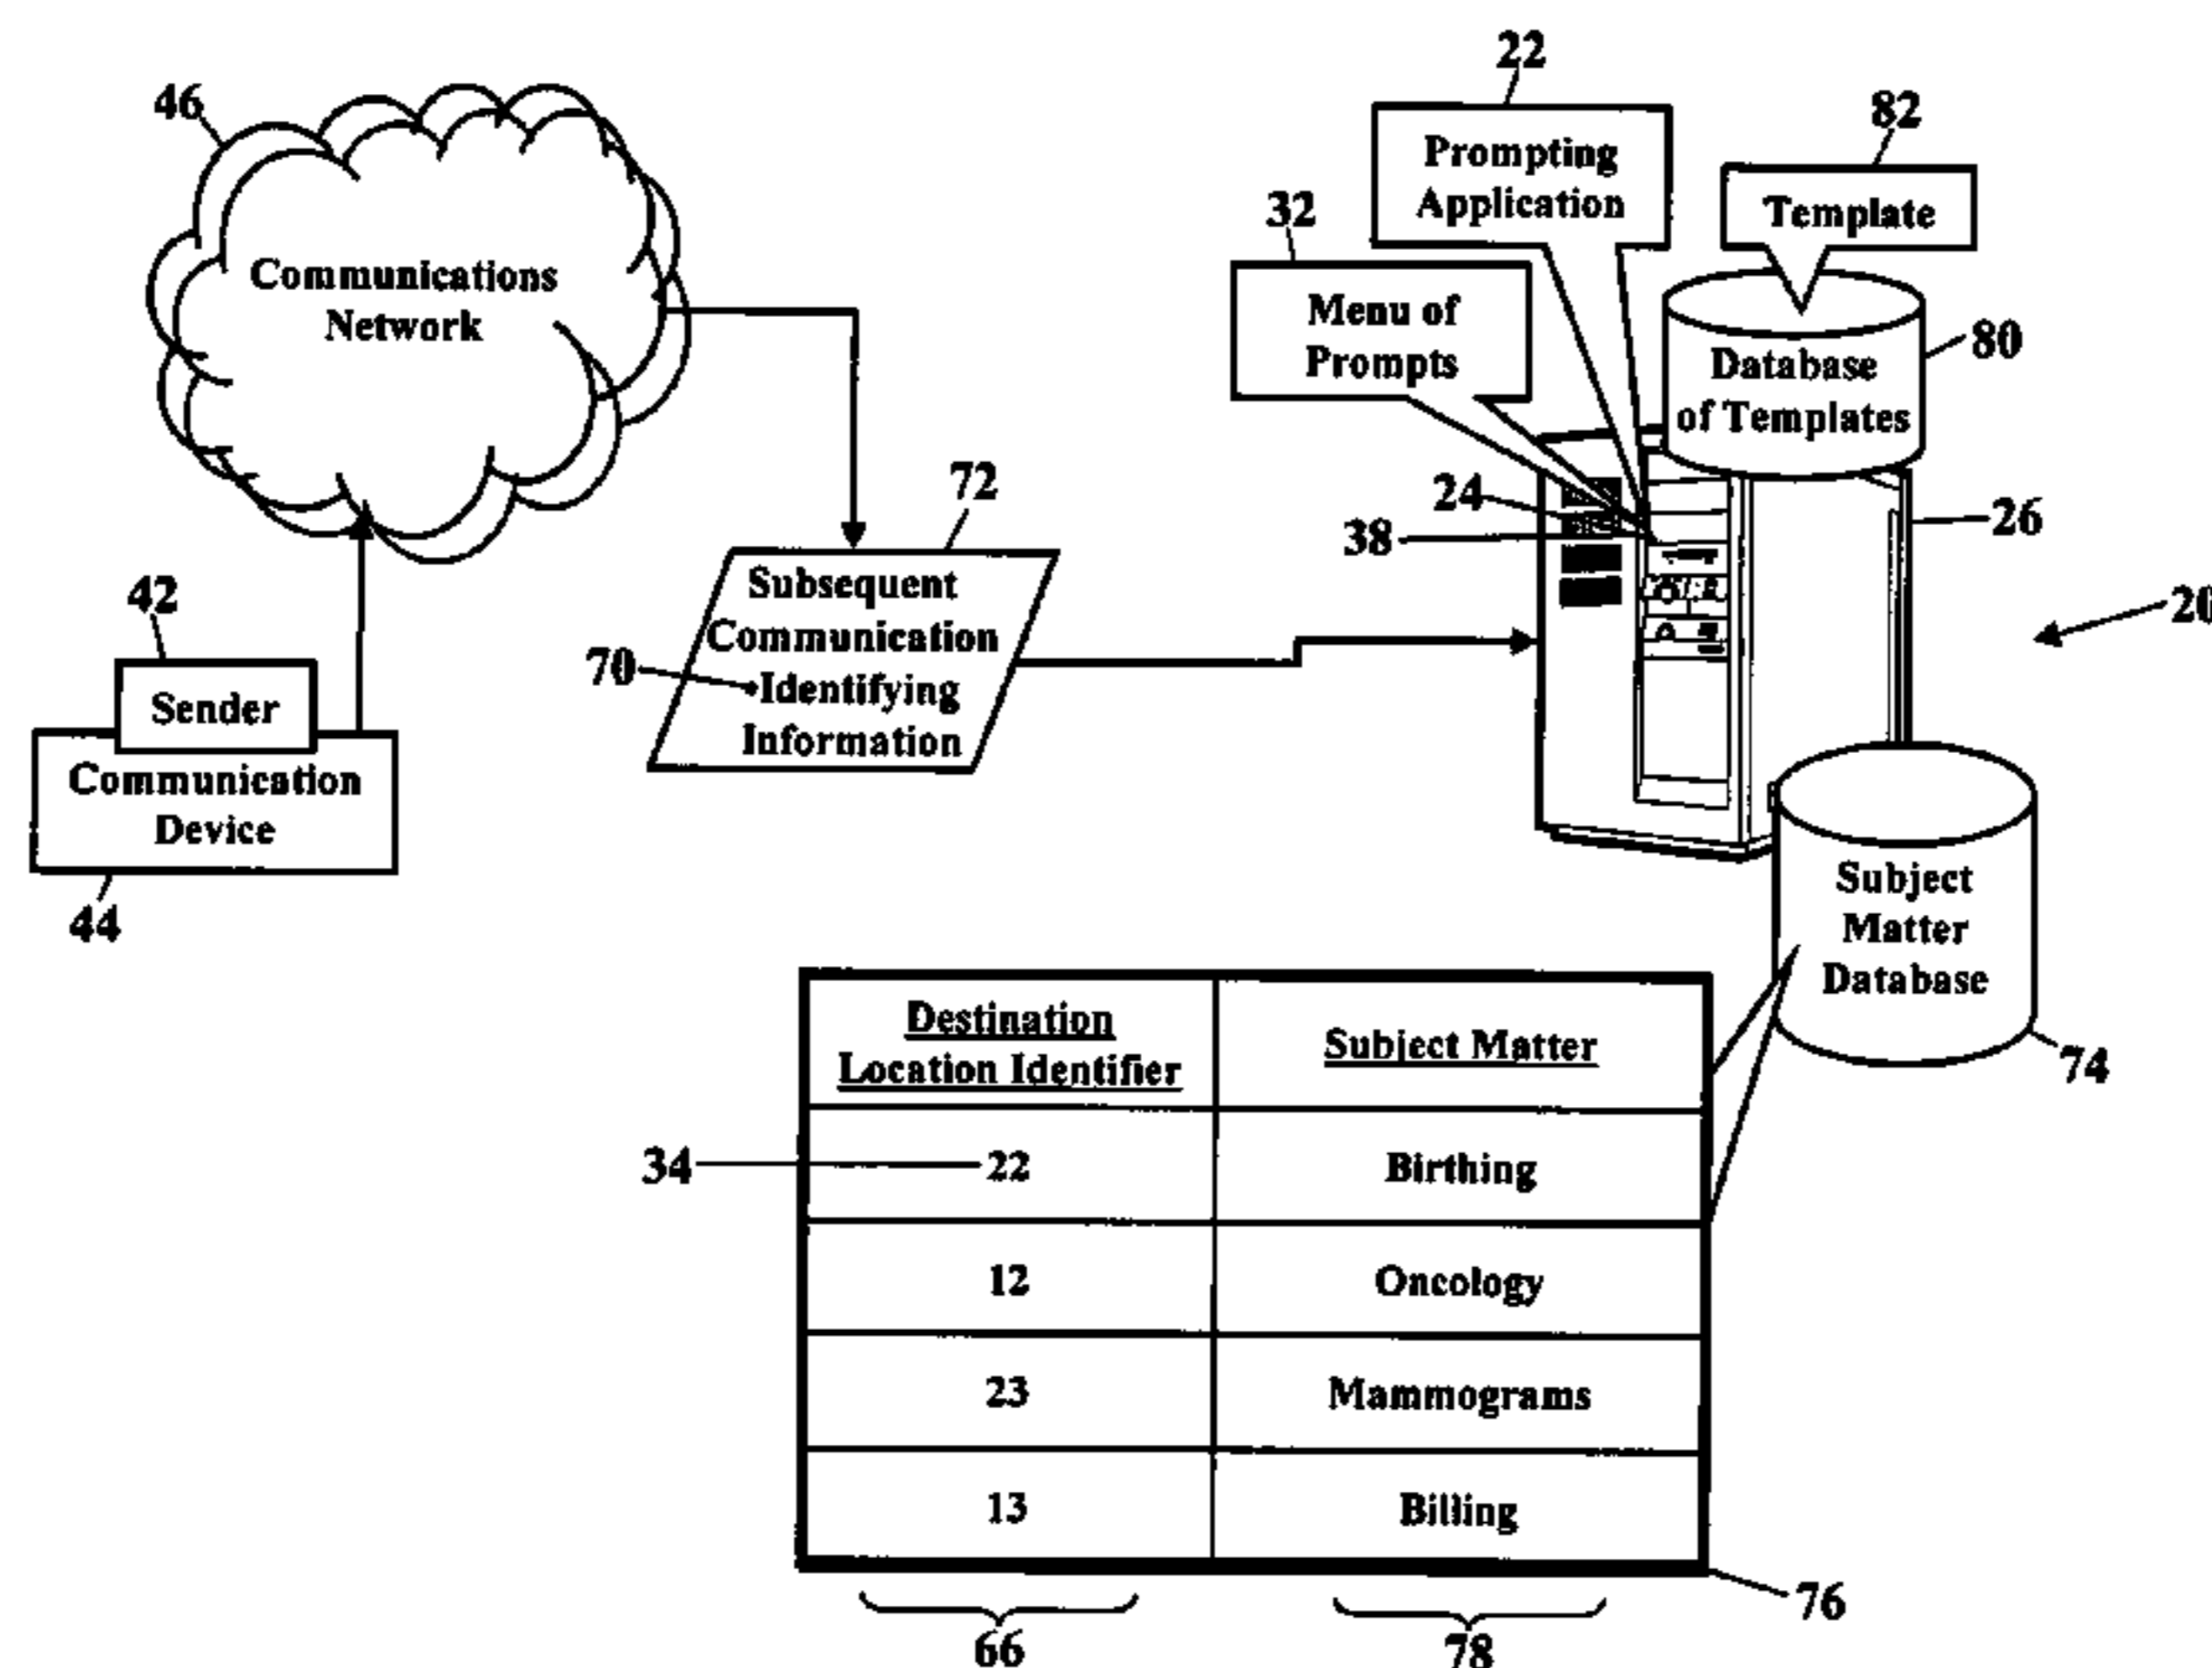 46
Communications
Network
22
Prompting
Application
82
Template
32
Menu of
Prompts
80
Database
of Templates
24
38
26
20
72
Subsequent
Communication
70
•Identifying
Information
42
Sender
Communication
Device
44
Subject
Matter
Database
74
Destination
Location Identifier
Subject Matter
34
22
Birthing
12
Oncology
23
Mammograms
13
Billing
76
66
78